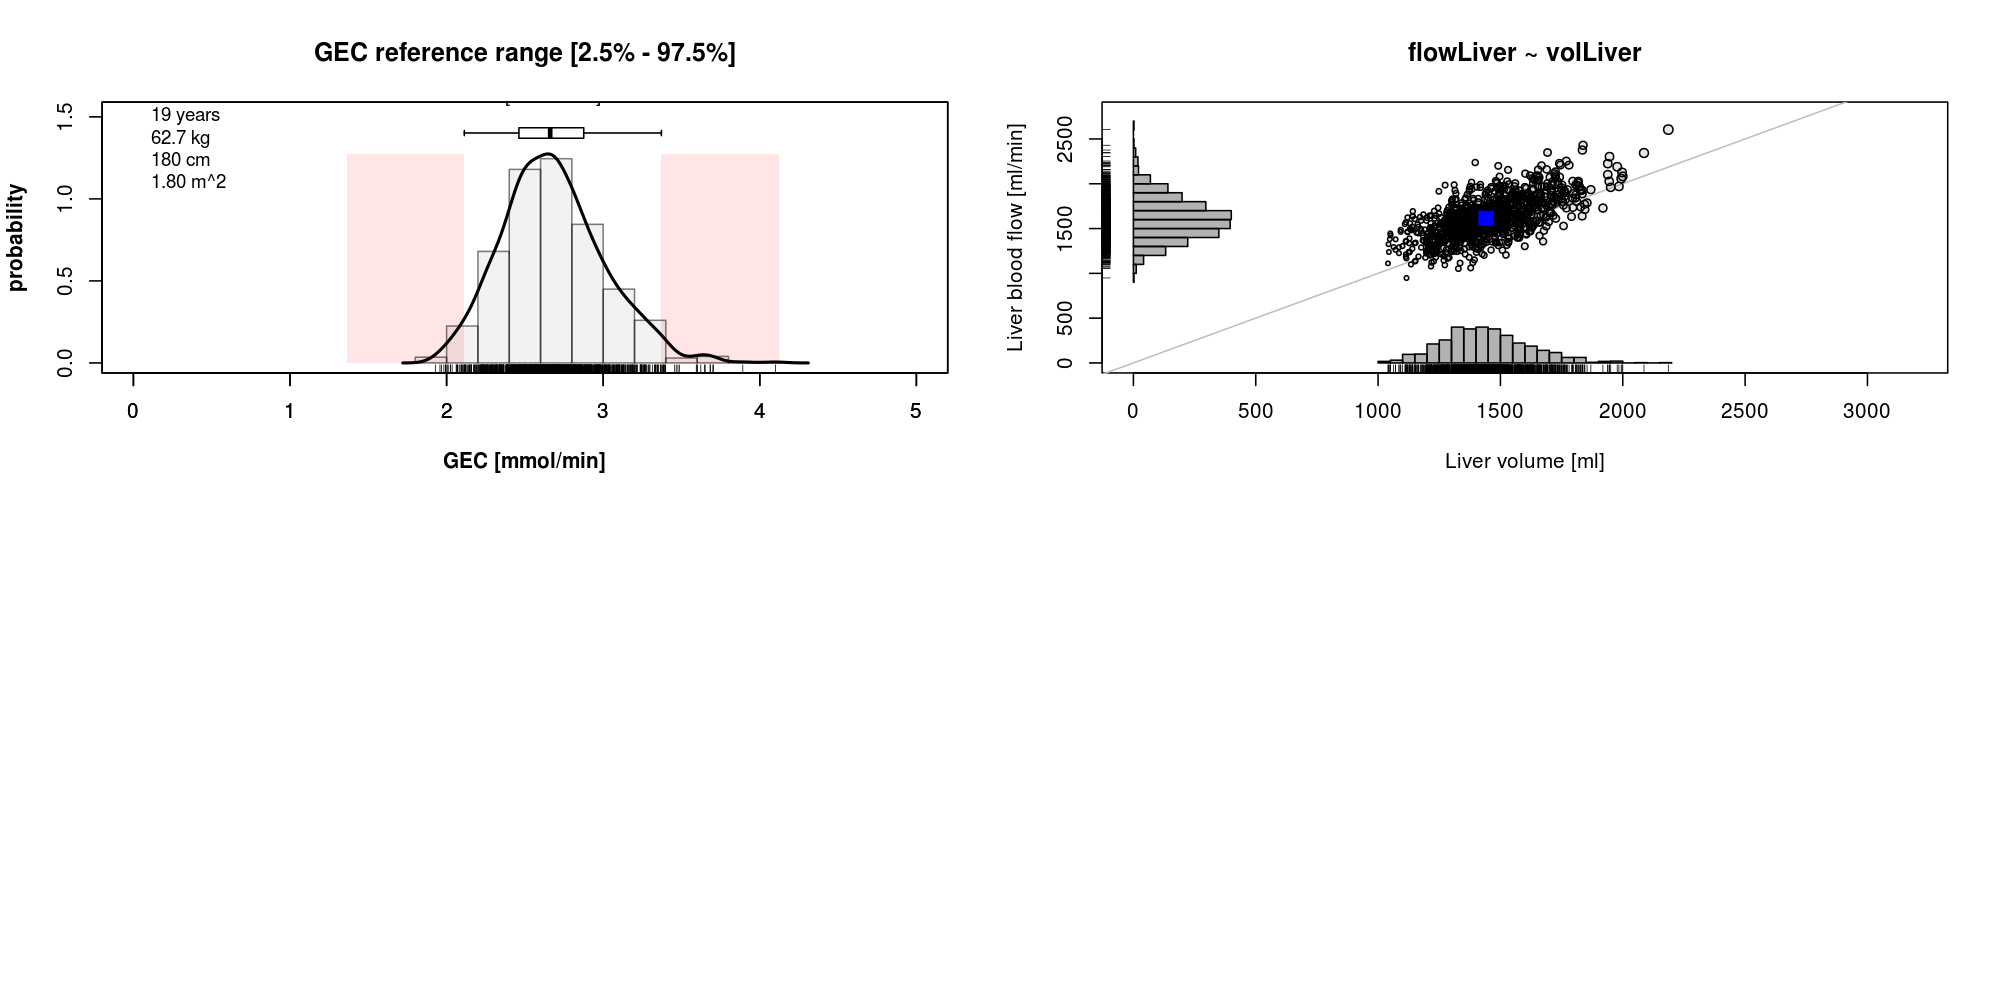 GEC reference range [2.5% - 97.5%]
19 years
62.7 kg
180 cm
1.80 m^2
probability
0.0
0.5
1.0
1.5
0 1 2 3 4 5
GEC [mmol/min]
flowLiver ~ volLiver
Liver blood flow [ml/min]
0
500
1500
2500
0 500 1000 1500 2000 2500 3000
Liver volume [ml]